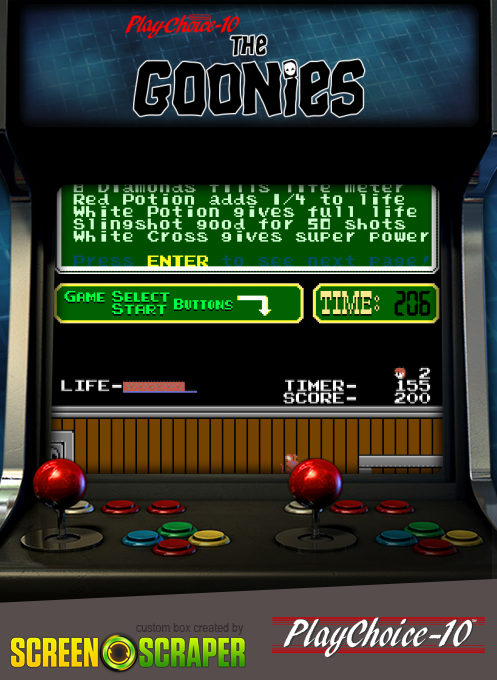 PlayChoice-10
THE
GOONIES
8 Diamonds fills life meter
Red Potion adds 1/4 to life
White Potion gives full life
Slingshot good for 50 shots
White Cross gives super power
Press ENTER to see next page!
GAME SELECT
START BUTTONS
TIME: 206
2
LIFE- TIMER- 155
SCORE- 200
custom box created by
SCREEN SCRAPER
PlayChoice-10™